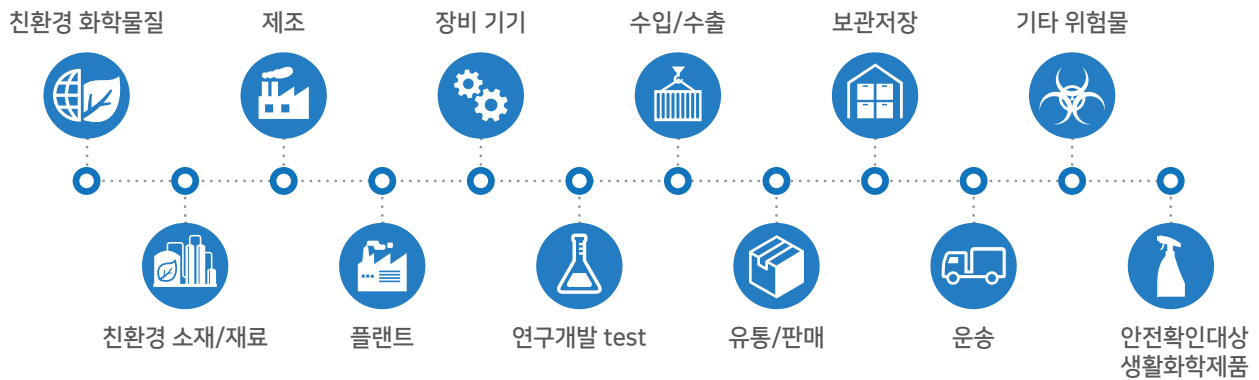 친환경 화학물질
제조
장비 기기
수입/수출
보관저장
기타 위험물
친환경 소재/재료
플랜트
연구개발 test
유통/판매
운송
안전확인대상
생활화학제품